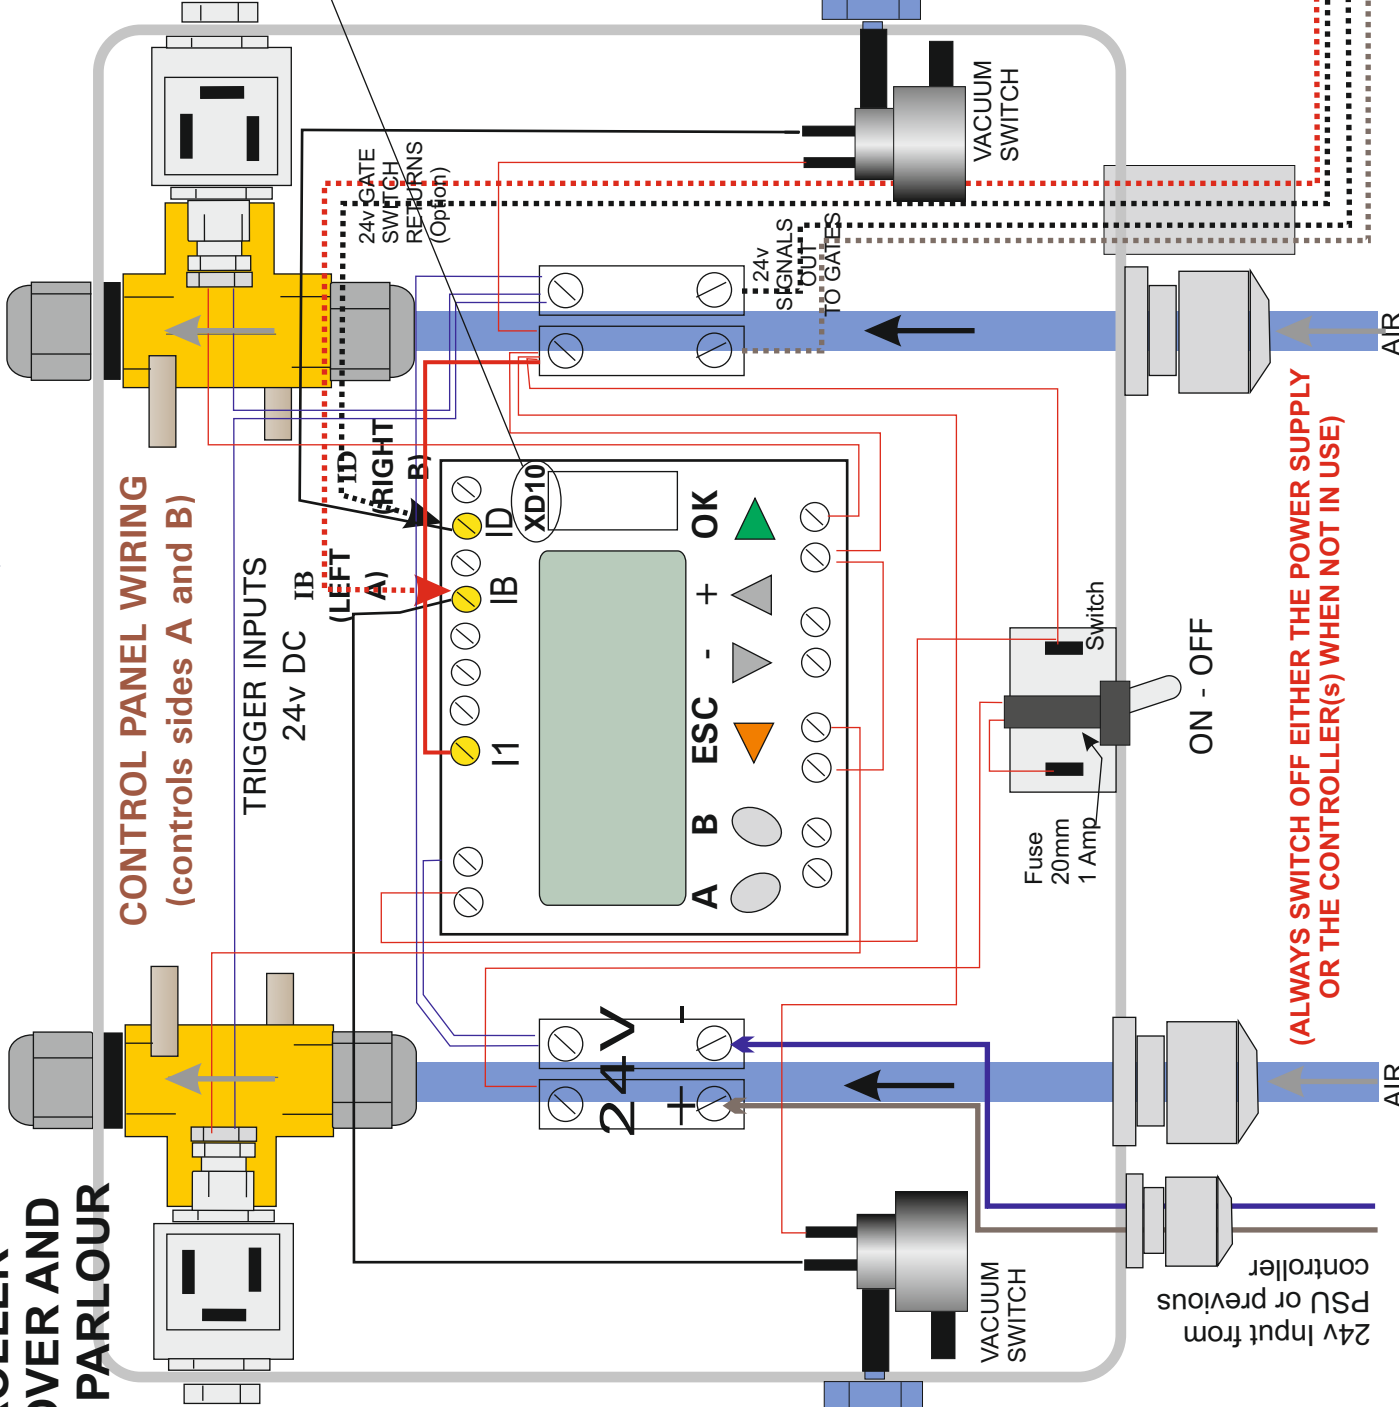 OVER AND
PARLOUR
CONTROL PANEL WIRING
(controls sides A and B)
TRIGGER INPUTS
24v DC
IB
(LEFT
A)
ID
(RIGHT
B)
24v GATE
SWITCH
RETURNS
(Option)
VACUUM
SWITCH
24v
SIGNALS
OUT
TO GATES
I1
IB
ID
XD10
A
B
ESC
-
+
OK
24V
+
-
Fuse
20mm
1 Amp
Switch
ON - OFF
(ALWAYS SWITCH OFF EITHER THE POWER SUPPLY
OR THE CONTROLLER(s) WHEN NOT IN USE)
AIR
AIR
VACUUM
SWITCH
24v Input from
PSU or previous
controller